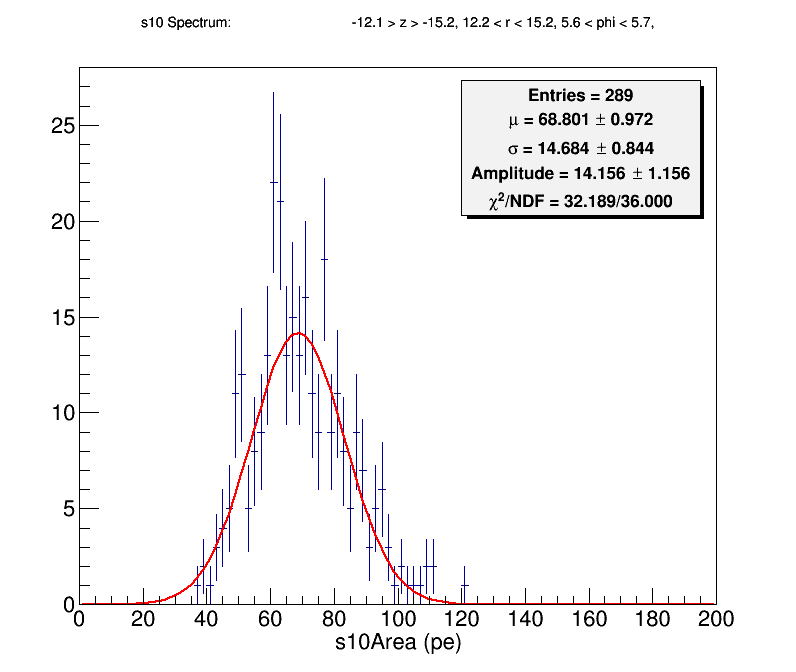 s10 Spectrum: -12.1 > z > -15.2, 12.2 < r < 15.2, 5.6 < phi < 5.7,
Entries = 289
μ = 68.801 ± 0.972
σ = 14.684 ± 0.844
Amplitude = 14.156 ± 1.156
χ²/NDF = 32.189/36.000
25
20
15
10
5
0
0 20 40 60 80 100 120 140 160 180 200
s10Area (pe)